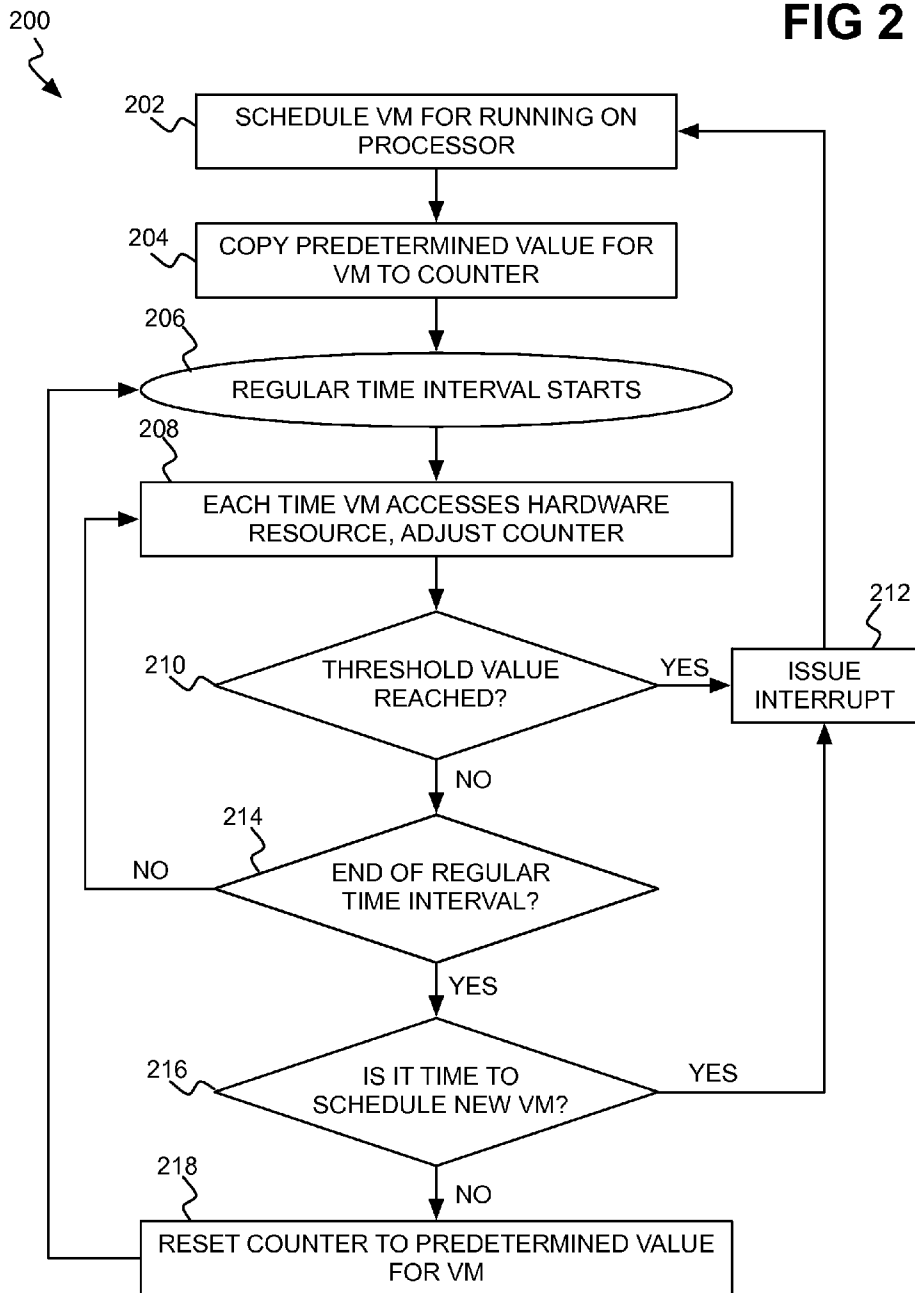 200
FIG 2
202
SCHEDULE VM FOR RUNNING ON
PROCESSOR
204
COPY PREDETERMINED VALUE FOR
VM TO COUNTER
206
REGULAR TIME INTERVAL STARTS
208
EACH TIME VM ACCESSES HARDWARE
RESOURCE, ADJUST COUNTER
210
THRESHOLD VALUE
REACHED?
YES
212
ISSUE
INTERRUPT
NO
214
END OF REGULAR
TIME INTERVAL?
NO
YES
216
IS IT TIME TO
SCHEDULE NEW VM?
YES
NO
218
RESET COUNTER TO PREDETERMINED VALUE
FOR VM